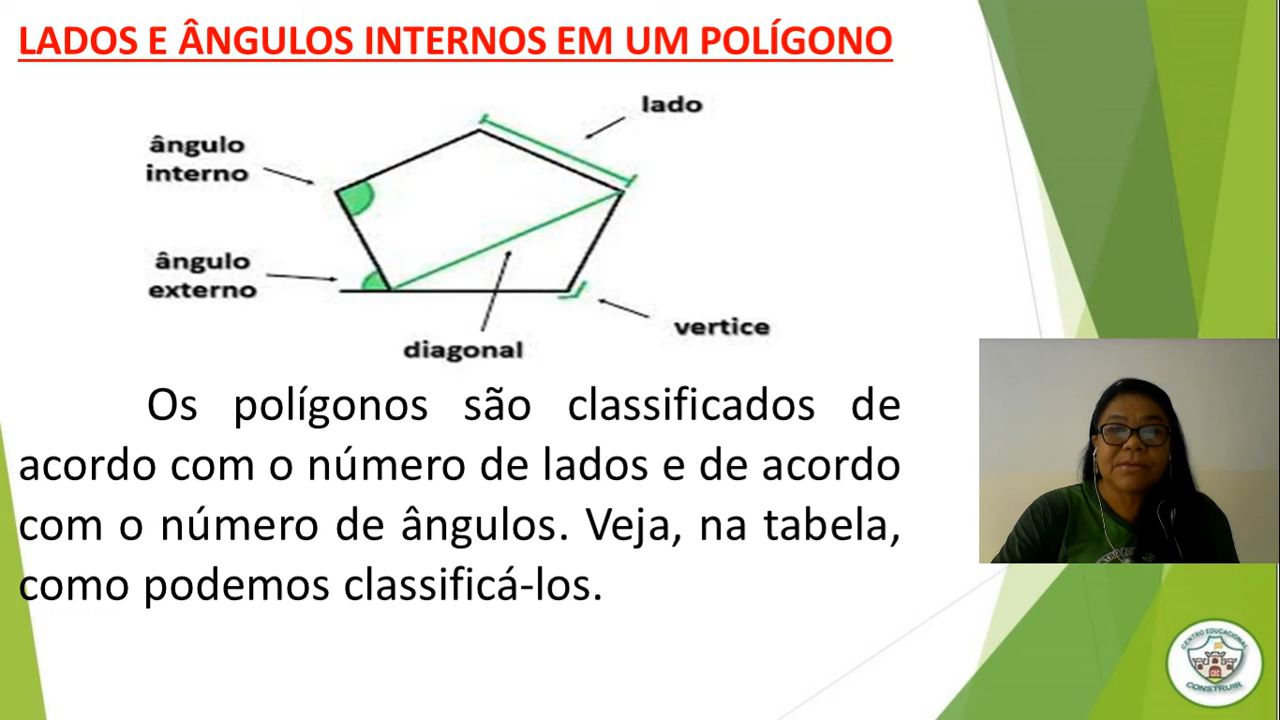 LADOS E ÂNGULOS INTERNOS EM UM POLÍGONO
lado
ângulo
interno
ângulo
externo
vertice
diagonal
Os polígonos são classificados de
acordo com o número de lados e de acordo
com o número de ângulos. Veja, na tabela,
como podemos classificá-los.
CENTRO EDUCACIONAL
CONSTRUIR